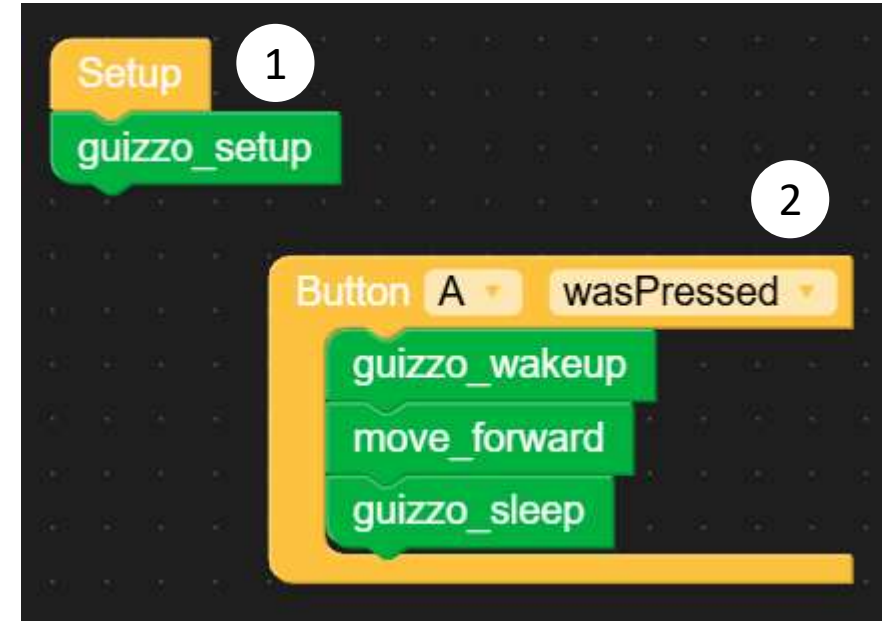 Setup
1
guizzo_setup
2
Button A wasPressed
guizzo_wakeup
move_forward
guizzo_sleep